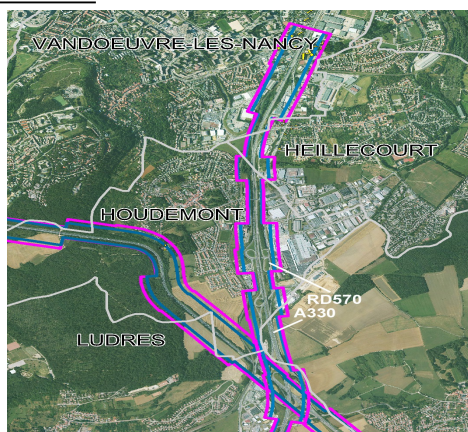 VANDOEUVRE-LES-NANCY
HEILLECOURT
HOUDEMONT
RD570
A330
LUDRES